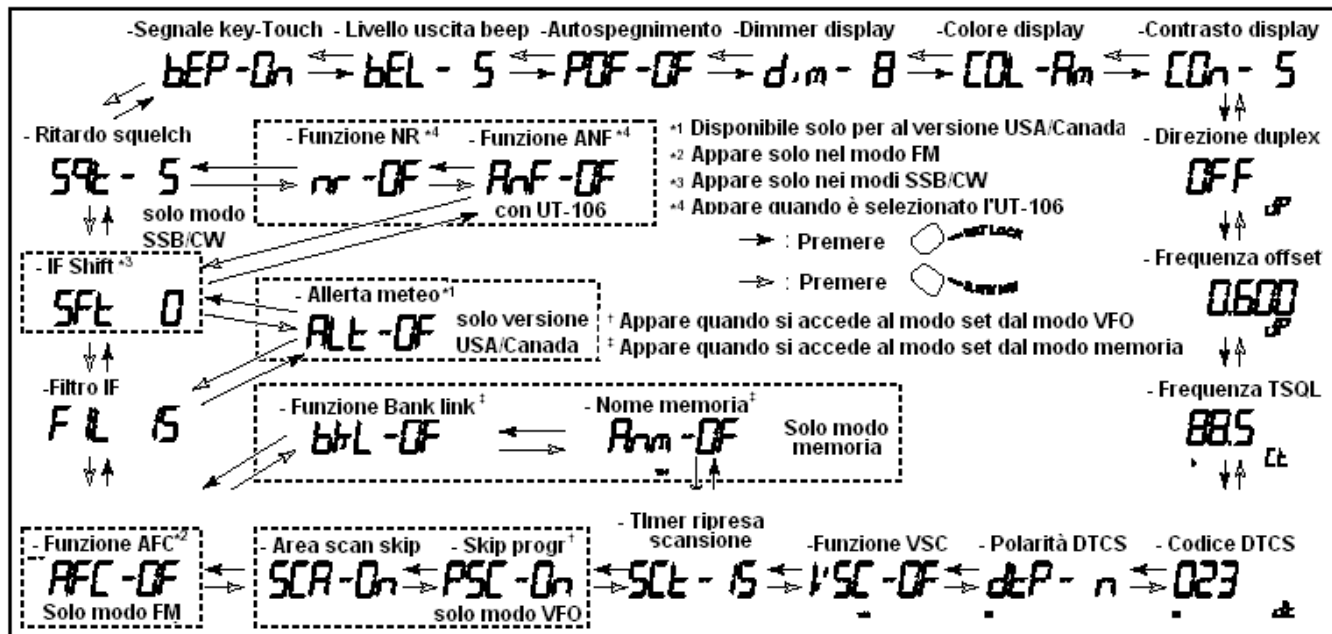 -Segnale key-Touch - Livello uscita beep -Autospegnimento -Dimmer display -Colore display -Contrasto display
bEP-On bEL- 5 POF-OF dim- 8 COL-Am COn- 5
- Ritardo squelch
Sqt- 5
solo modo
SSB/CW
- Funzione NR *4 - Funzione ANF *4
nr-OF AnF-OF
con UT-106
*1 Disponibile solo per al versione USA/Canada
*2 Appare solo nel modo FM
*3 Appare solo nei modi SSB/CW
*4 Appare quando è selezionato l'UT-106
: Premere
: Premere
† Appare quando si accede al modo set dal modo VFO
‡ Appare quando si accede al modo set dal modo memoria
- Direzione duplex
OFF
DP
- IF Shift *3
SFt 0
- Allerta meteo *1
ALt-OF
solo versione
USA/Canada
- Frequenza offset
0.600
DP
-Filtro IF
FIL 15
- Funzione Bank link ‡ - Nome memoria ‡
bkL-OF Anm-OF
Solo modo
memoria
- Frequenza TSQL
88.5
Ct
- Funzione AFC *2
AFC-OF
Solo modo FM
- Area scan skip - Skip progr †
SCA-On PSC-On
solo modo VFO
- TImer ripresa
scansione
SCt-15
-Funzione VSC
VSC-OF
- Polarità DTCS
dtP- n
- Codice DTCS
023
dt